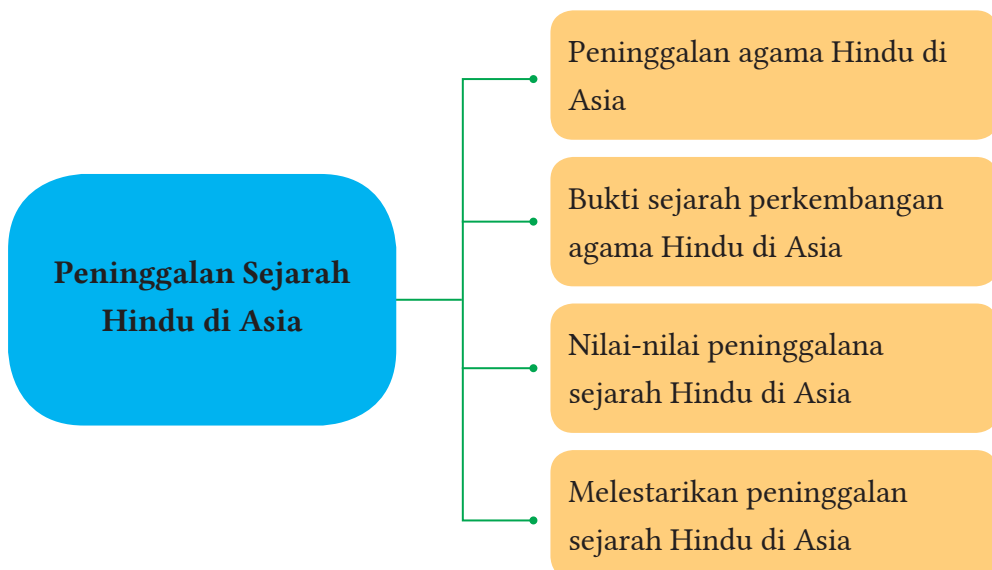 Peninggalan Sejarah
Hindu di Asia
Peninggalan agama Hindu di
Asia
Bukti sejarah perkembangan
agama Hindu di Asia
Nilai-nilai peninggalana
sejarah Hindu di Asia
Melestarikan peninggalan
sejarah Hindu di Asia